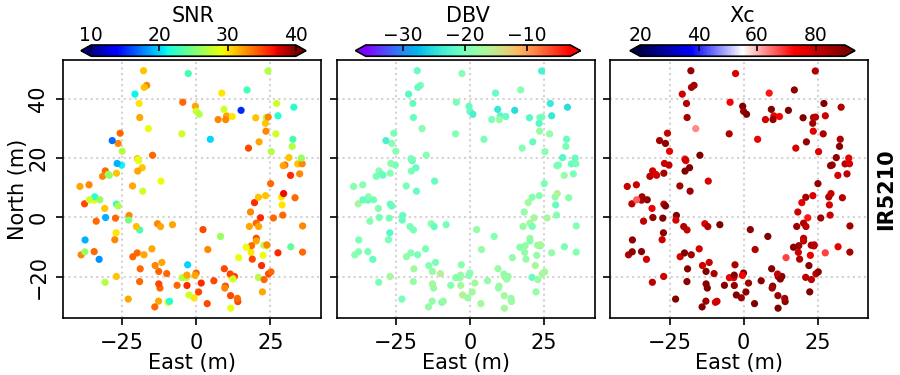 SNR DBV Xc
10 20 30 40 −30 −20 −10 20 40 60 80
40
20
0
−20
North (m)
IR5210
−25 0 25 −25 0 25 −25 0 25
East (m) East (m) East (m)